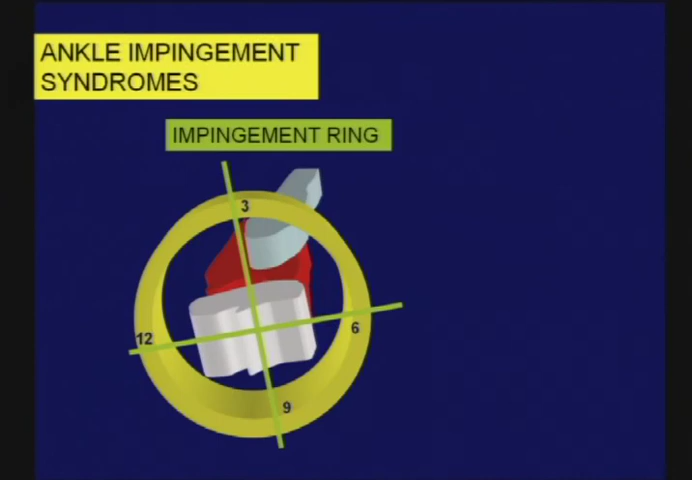 ANKLE IMPINGEMENT
SYNDROMES
IMPINGEMENT RING
3
6
12
9